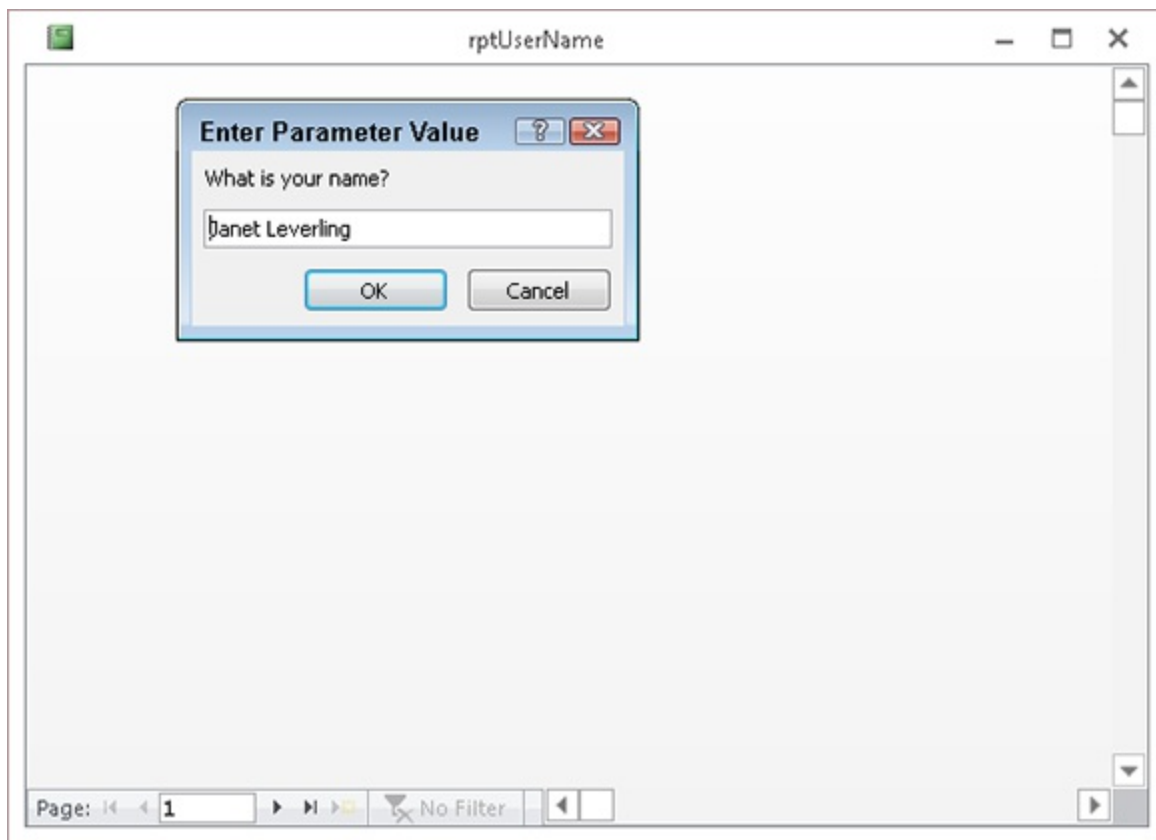 rptUserName
Enter Parameter Value
What is your name?
Janet Leverling
OK Cancel
Page: 1 No Filter